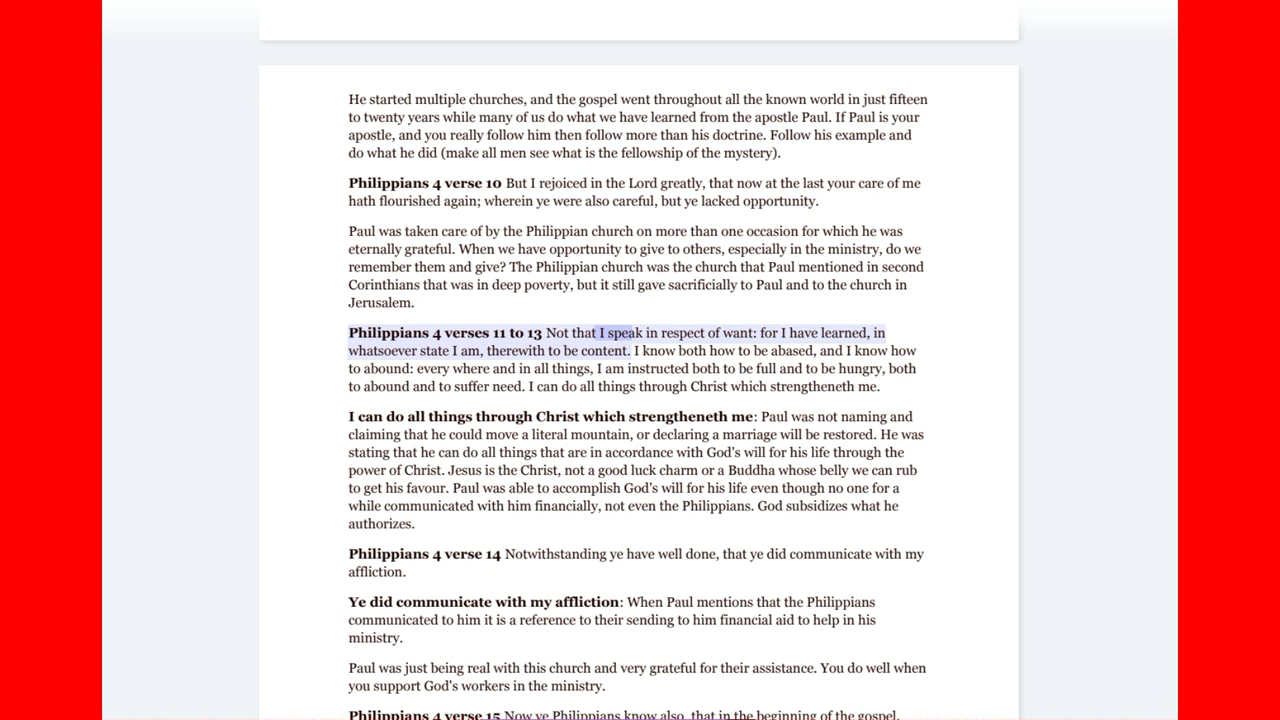 He started multiple churches, and the gospel went throughout all the known world in just fifteen
to twenty years while many of us do what we have learned from the apostle Paul. If Paul is your
apostle, and you really follow him then follow more than his doctrine. Follow his example and
do what he did (make all men see what is the fellowship of the mystery).
Philippians 4 verse 10 But I rejoiced in the Lord greatly, that now at the last your care of me
hath flourished again; wherein ye were also careful, but ye lacked opportunity.
Paul was taken care of by the Philippian church on more than one occasion for which he was
eternally grateful. When we have opportunity to give to others, especially in the ministry, do we
remember them and give? The Philippian church was the church that Paul mentioned in second
Corinthians that was in deep poverty, but it still gave sacrificially to Paul and to the church in
Jerusalem.
Philippians 4 verses 11 to 13 Not that I speak in respect of want: for I have learned, in
whatsoever state I am, therewith to be content. I know both how to be abased, and I know how
to abound: every where and in all things, I am instructed both to be full and to be hungry, both
to abound and to suffer need. I can do all things through Christ which strengtheneth me.
I can do all things through Christ which strengtheneth me: Paul was not naming and
claiming that he could move a literal mountain, or declaring a marriage will be restored. He was
stating that he can do all things that are in accordance with God's will for his life through the
power of Christ. Jesus is the Christ, not a good luck charm or a Buddha whose belly we can rub
to get his favour. Paul was able to accomplish God's will for his life even though no one for a
while communicated with him financially, not even the Philippians. God subsidizes what he
authorizes.
Philippians 4 verse 14 Notwithstanding ye have well done, that ye did communicate with my
affliction.
Ye did communicate with my affliction: When Paul mentions that the Philippians
communicated to him it is a reference to their sending to him financial aid to help in his
ministry.
Paul was just being real with this church and very grateful for their assistance. You do well when
you support God's workers in the ministry.
Philippians 4 verse 15 Now ye Philippians know also, that in the beginning of the gospel,